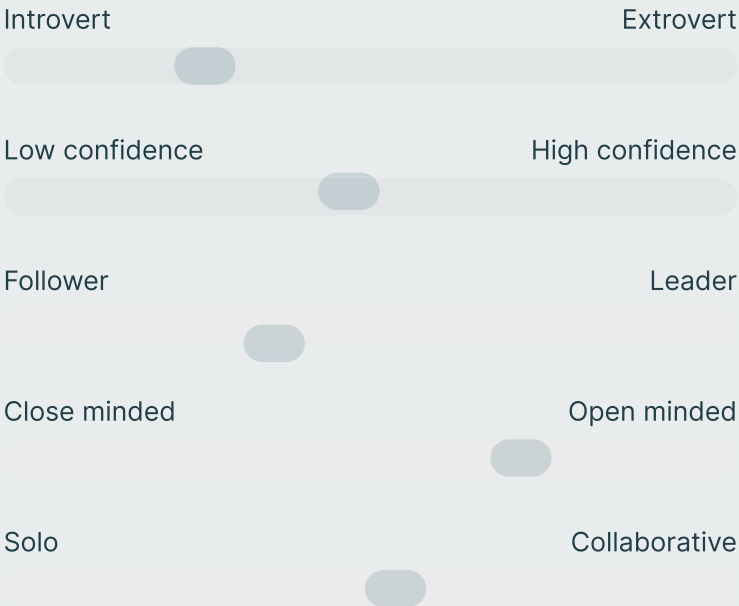 Introvert Extrovert
Low confidence High confidence
Follower Leader
Close minded Open minded
Solo Collaborative